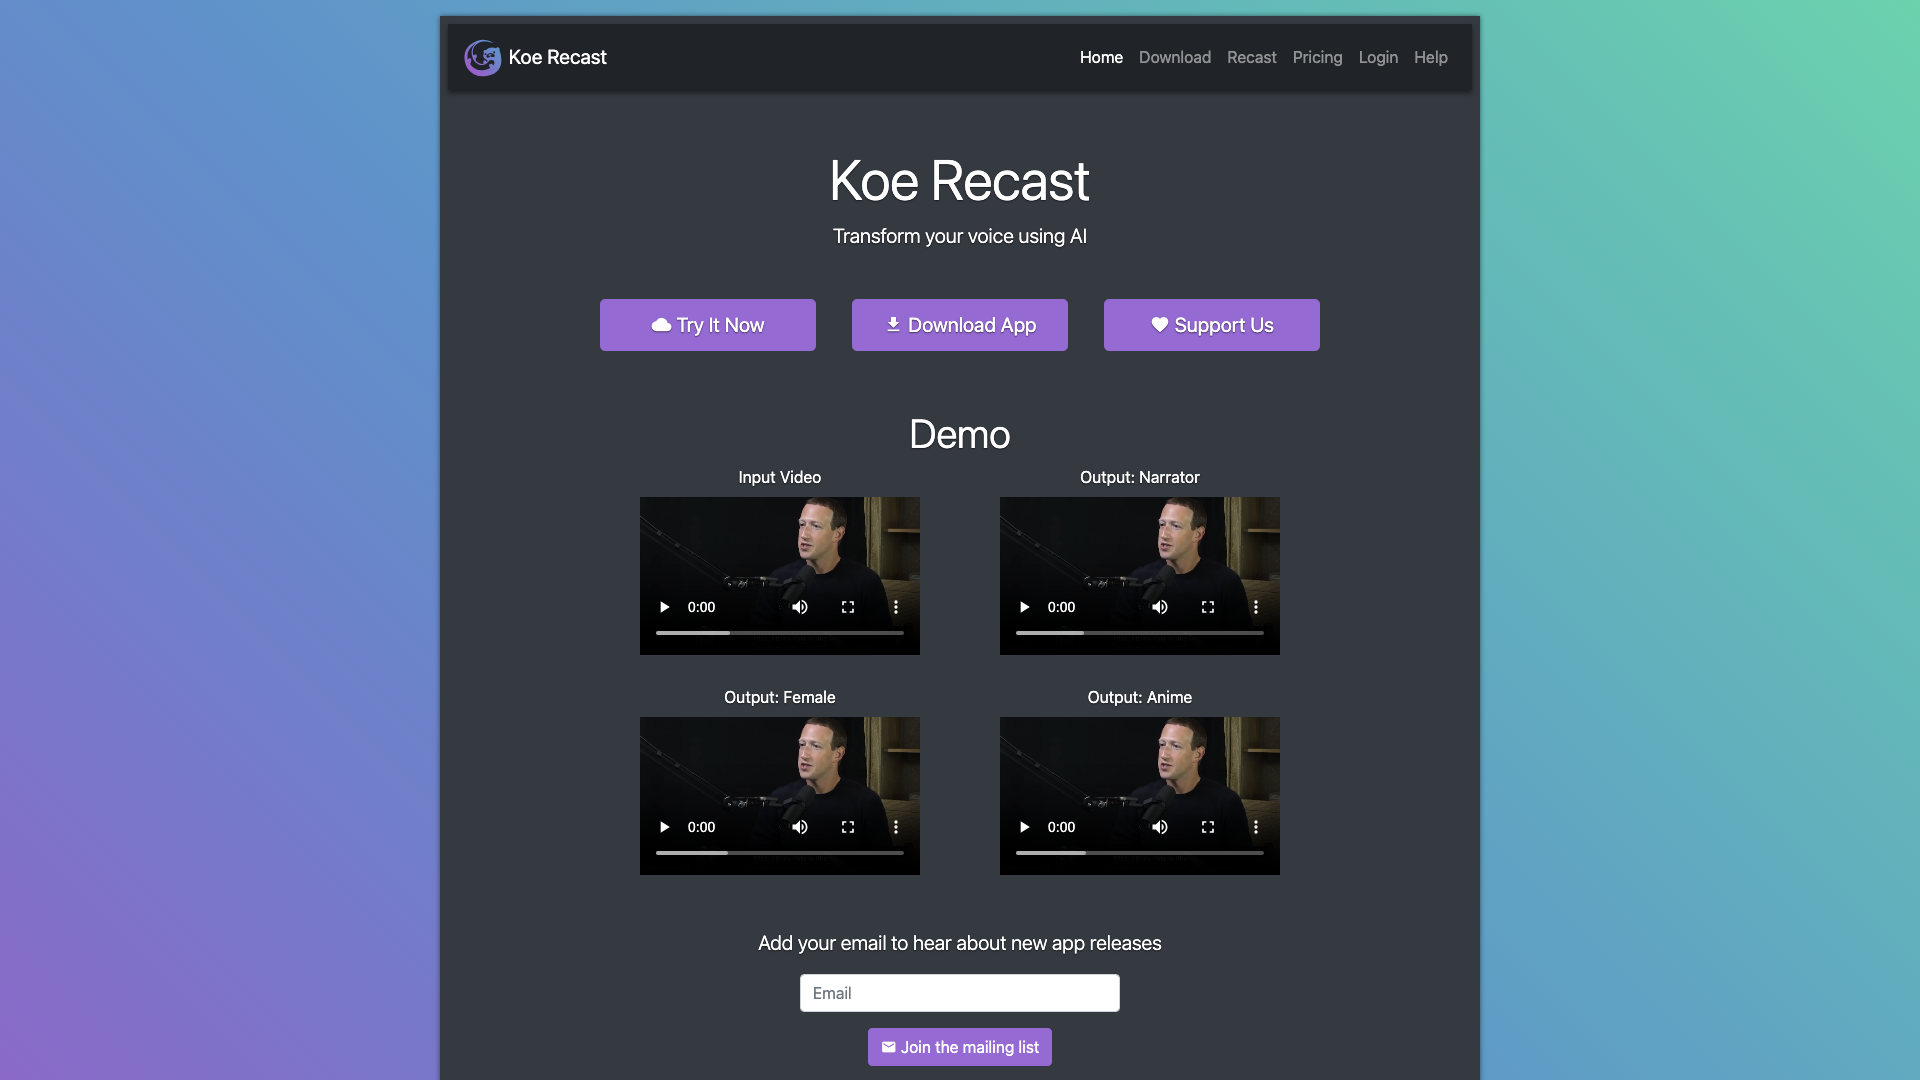 Koe Recast
Home Download Recast Pricing Login Help
Koe Recast
Transform your voice using AI
Try It Now
Download App
Support Us
Demo
Input Video
Output: Narrator
0:00
0:00
Output: Female
Output: Anime
0:00
0:00
Add your email to hear about new app releases
Email
Join the mailing list